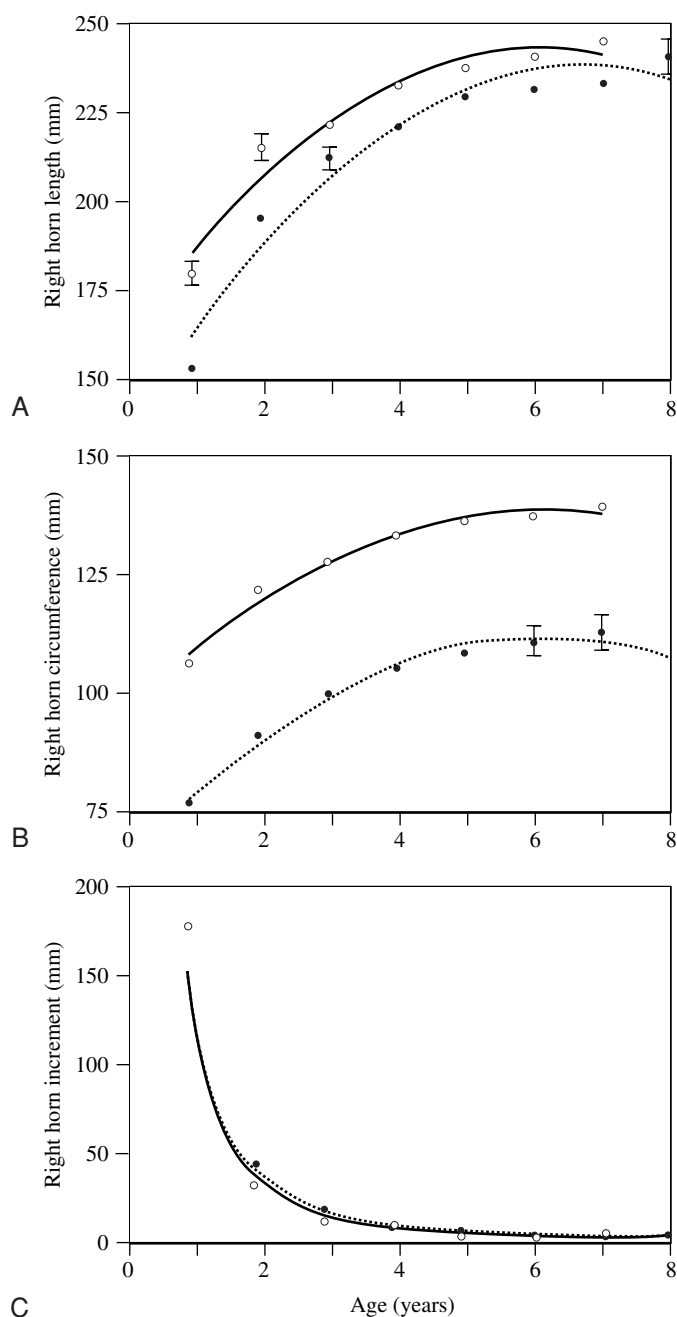 250
225
200
175
150
Right horn length (mm)
0 2 4 6 8
A
150
125
100
75
Right horn circumference (mm)
0 2 4 6 8
B
200
150
100
50
0
Right horn increment (mm)
0 2 4 6 8
Age (years)
C